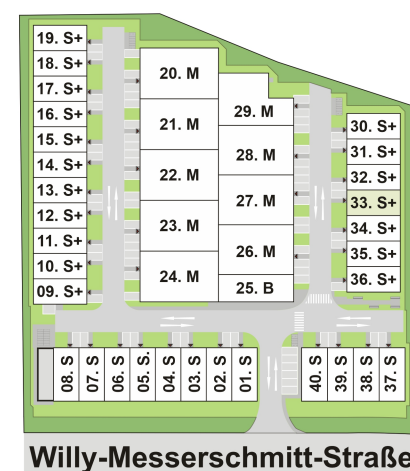 19. S+
18. S+
17. S+
16. S+
15. S+
14. S+
13. S+
12. S+
11. S+
10. S+
09. S+
20. M
21. M
22. M
23. M
24. M
29. M
28. M
27. M
26. M
25. B
30. S+
31. S+
32. S+
33. S+
34. S+
35. S+
36. S+
08. S
07. S
06. S
05. S.
04. S
03. S
02. S
01. S
40. S
39. S
38. S
37. S
Willy-Messerschmitt-Straße